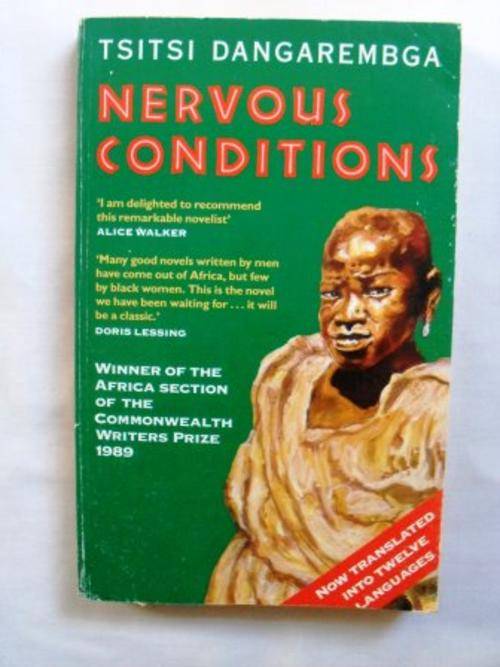 TSITSI DANGAREMBGA
NERVOUS
CONDITIONS
'I am delighted to recommend
this remarkable novelist'
ALICE WALKER
'Many good novels written by men
have come out of Africa, but few
by black women. This is the novel
we have been waiting for ... it will
be a classic.'
DORIS LESSING
WINNER OF THE
AFRICA SECTION
OF THE
COMMONWEALTH
WRITERS PRIZE
1989
NOW TRANSLATED
INTO TWELVE
LANGUAGES